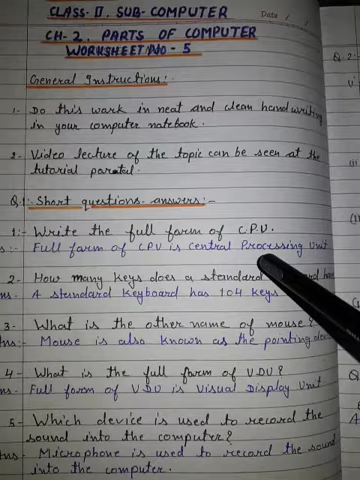 CLASS-II. SUB-COMPUTER
Date / /
CH-2. PARTS OF COMPUTER
WORKSHEET NO-5
General Instructions:-
1- Do this work in neat and clean handwriting
in your computer notebook.
2- Video lecture of the topic can be seen at the
tutorial
Q.1:- Short questions answers:-
1:- Write the full form of C.P.U.
Full form of CPU is Central Processing Unit
2- How many keys does a standard
A standard keyboard has 104 keys
3- What is the other name of mouse?
Mouse is also known as the pointing
4- What is the full form of VDU?
Full form of VDU is Visual Display Unit
5- Which device is used to record the
sound into the computer?
Microphone is used to record the sound
into the computer.
Q.2-